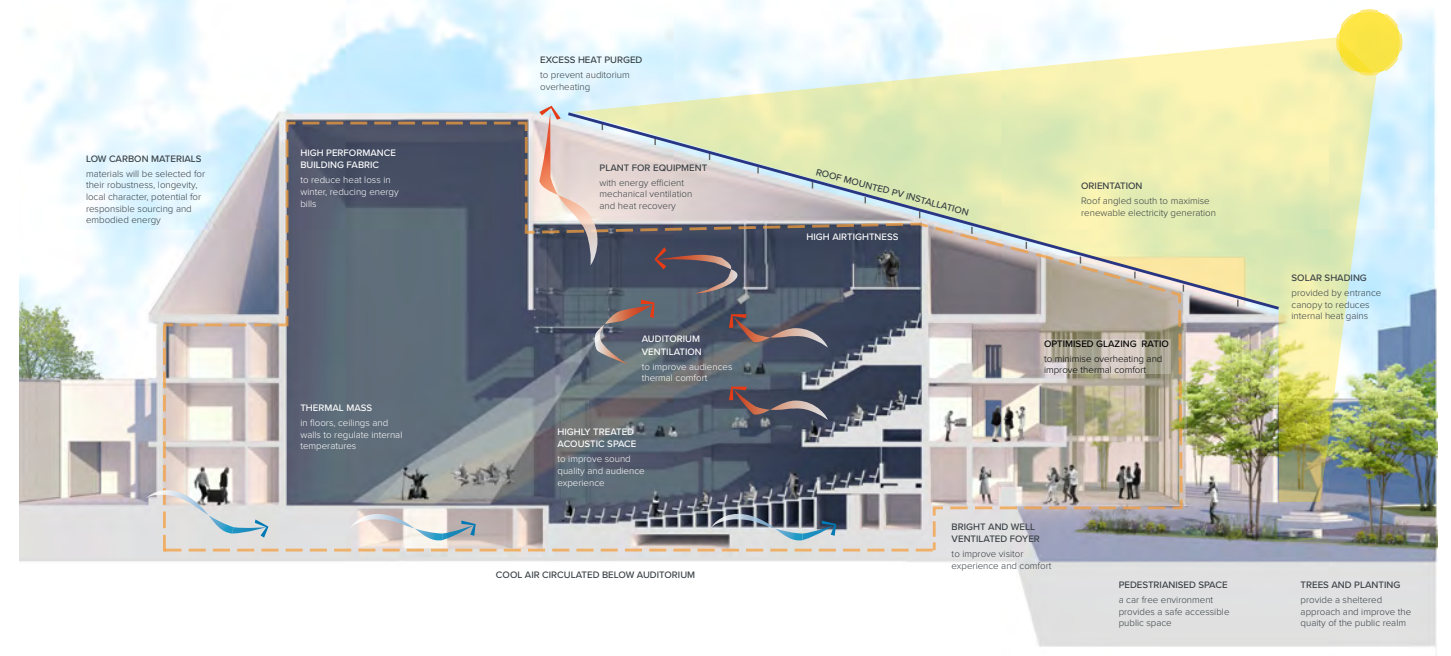 EXCESS HEAT PURGED
to prevent auditorium
overheating
LOW CARBON MATERIALS
materials will be selected for
their robustness, longevity,
local character, potential for
responsible sourcing and
embodied energy
HIGH PERFORMANCE
BUILDING FABRIC
to reduce heat loss in
winter, reducing energy
bills
PLANT FOR EQUIPMENT
with energy efficient
mechanical ventilation
and heat recovery
ROOF MOUNTED PV INSTALLATION
ORIENTATION
Roof angled south to maximise
renewable electricity generation
HIGH AIRTIGHTNESS
SOLAR SHADING
provided by entrance
canopy to reduces
internal heat gains
AUDITORIUM
VENTILATION
to improve audiences
thermal comfort
OPTIMISED GLAZING RATIO
to minimise overheating and
improve thermal comfort
THERMAL MASS
in floors, ceilings and
walls to regulate internal
temperatures
HIGHLY TREATED
ACOUSTIC SPACE
to improve sound
quality and audience
experience
BRIGHT AND WELL
VENTILATED FOYER
to improve visitor
experience and comfort
COOL AIR CIRCULATED BELOW AUDITORIUM
PEDESTRIANISED SPACE
a car free environment
provides a safe accessible
public space
TREES AND PLANTING
provide a sheltered
approach and improve the
quaity of the public realm